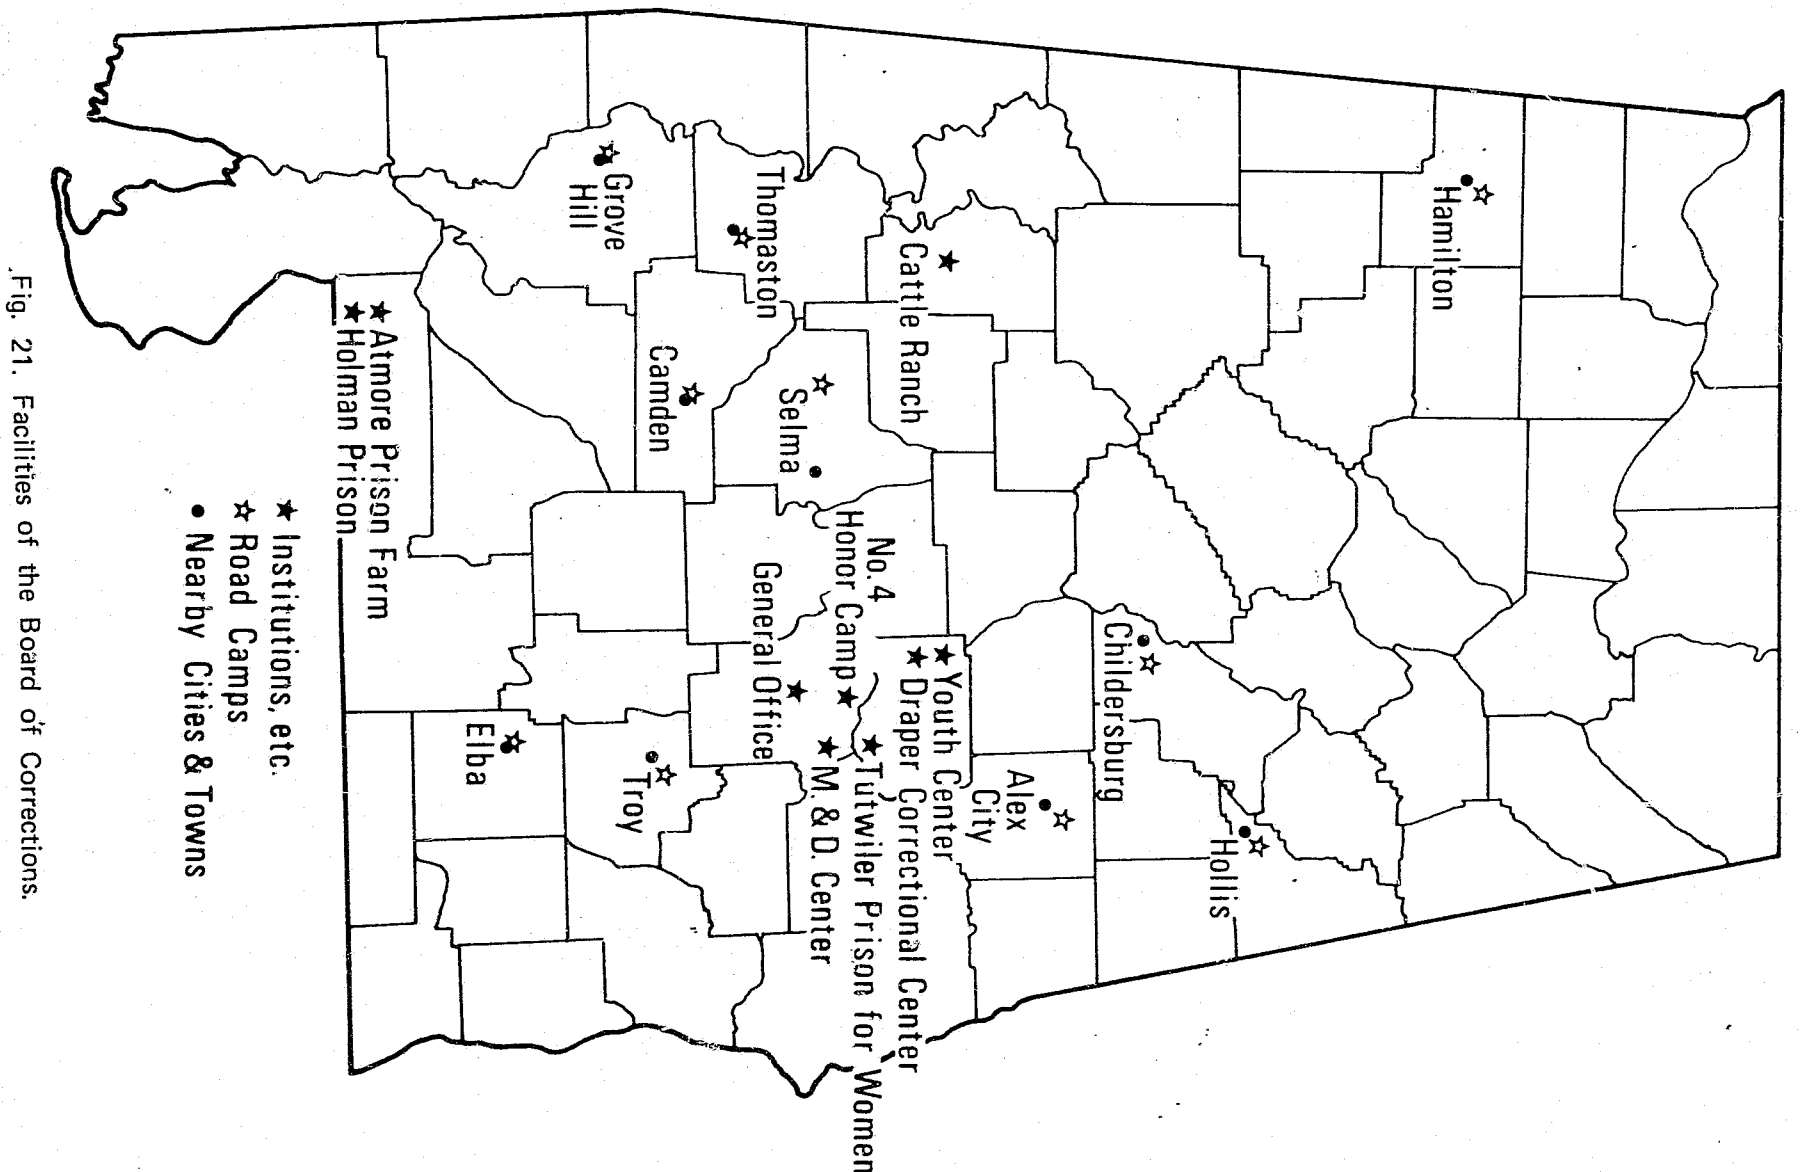 Hamilton
Hollis
Childersburg
Alex
City
★ Youth Center
★ Draper Correctional Center
Cattle Ranch
No.4
Honor Camp ★
★ Tutwiler Prison for Women
★ M.& D. Center
General Office
Selma
Thomaston
Camden
Troy
Grove
Hill
Elba
★ Atmore Prison Farm
★ Holman Prison
★ Institutions, etc.
☆ Road Camps
● Nearby Cities & Towns
Fig. 21. Facilities of the Board of Corrections.